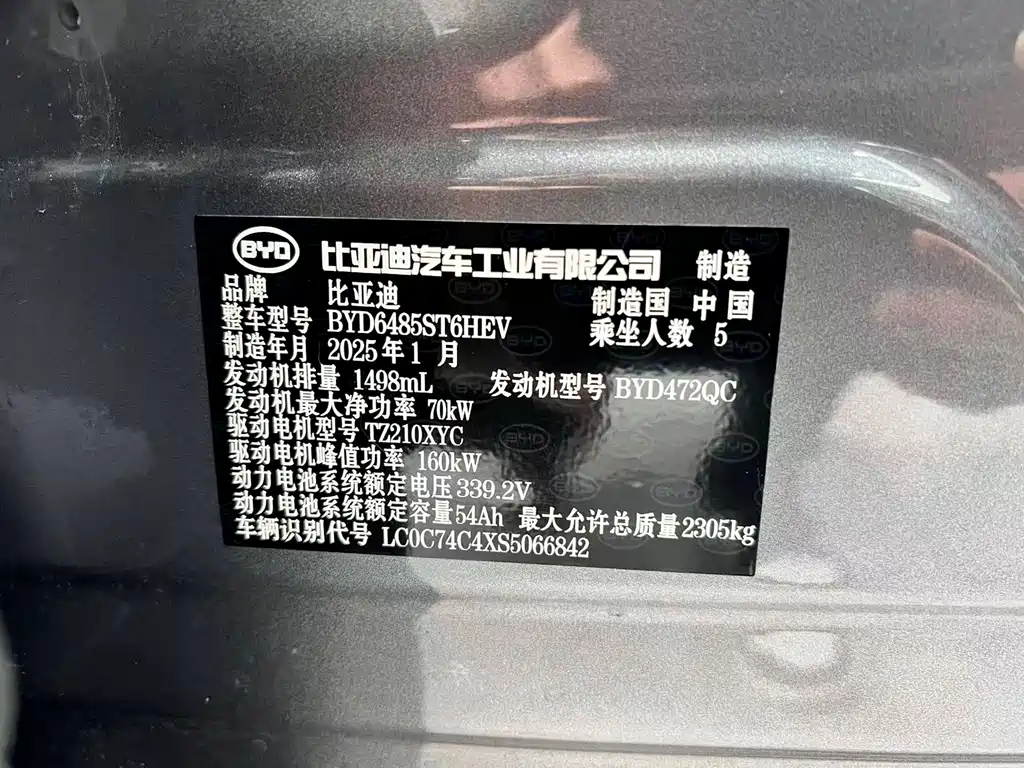 BYD 比亚迪汽车工业有限公司 制造
品牌 比亚迪 制造国 中国
整车型号 BYD6485ST6HEV 乘坐人数 5
制造年月 2025年1月
发动机排量 1498mL 发动机型号 BYD472QC
发动机最大净功率 70kW
驱动电机型号 TZ210XYC
驱动电机峰值功率 160kW
动力电池系统额定电压 339.2V
动力电池系统额定容量 54Ah 最大允许总质量 2305kg
车辆识别代号 LC0C74C4XS5066842